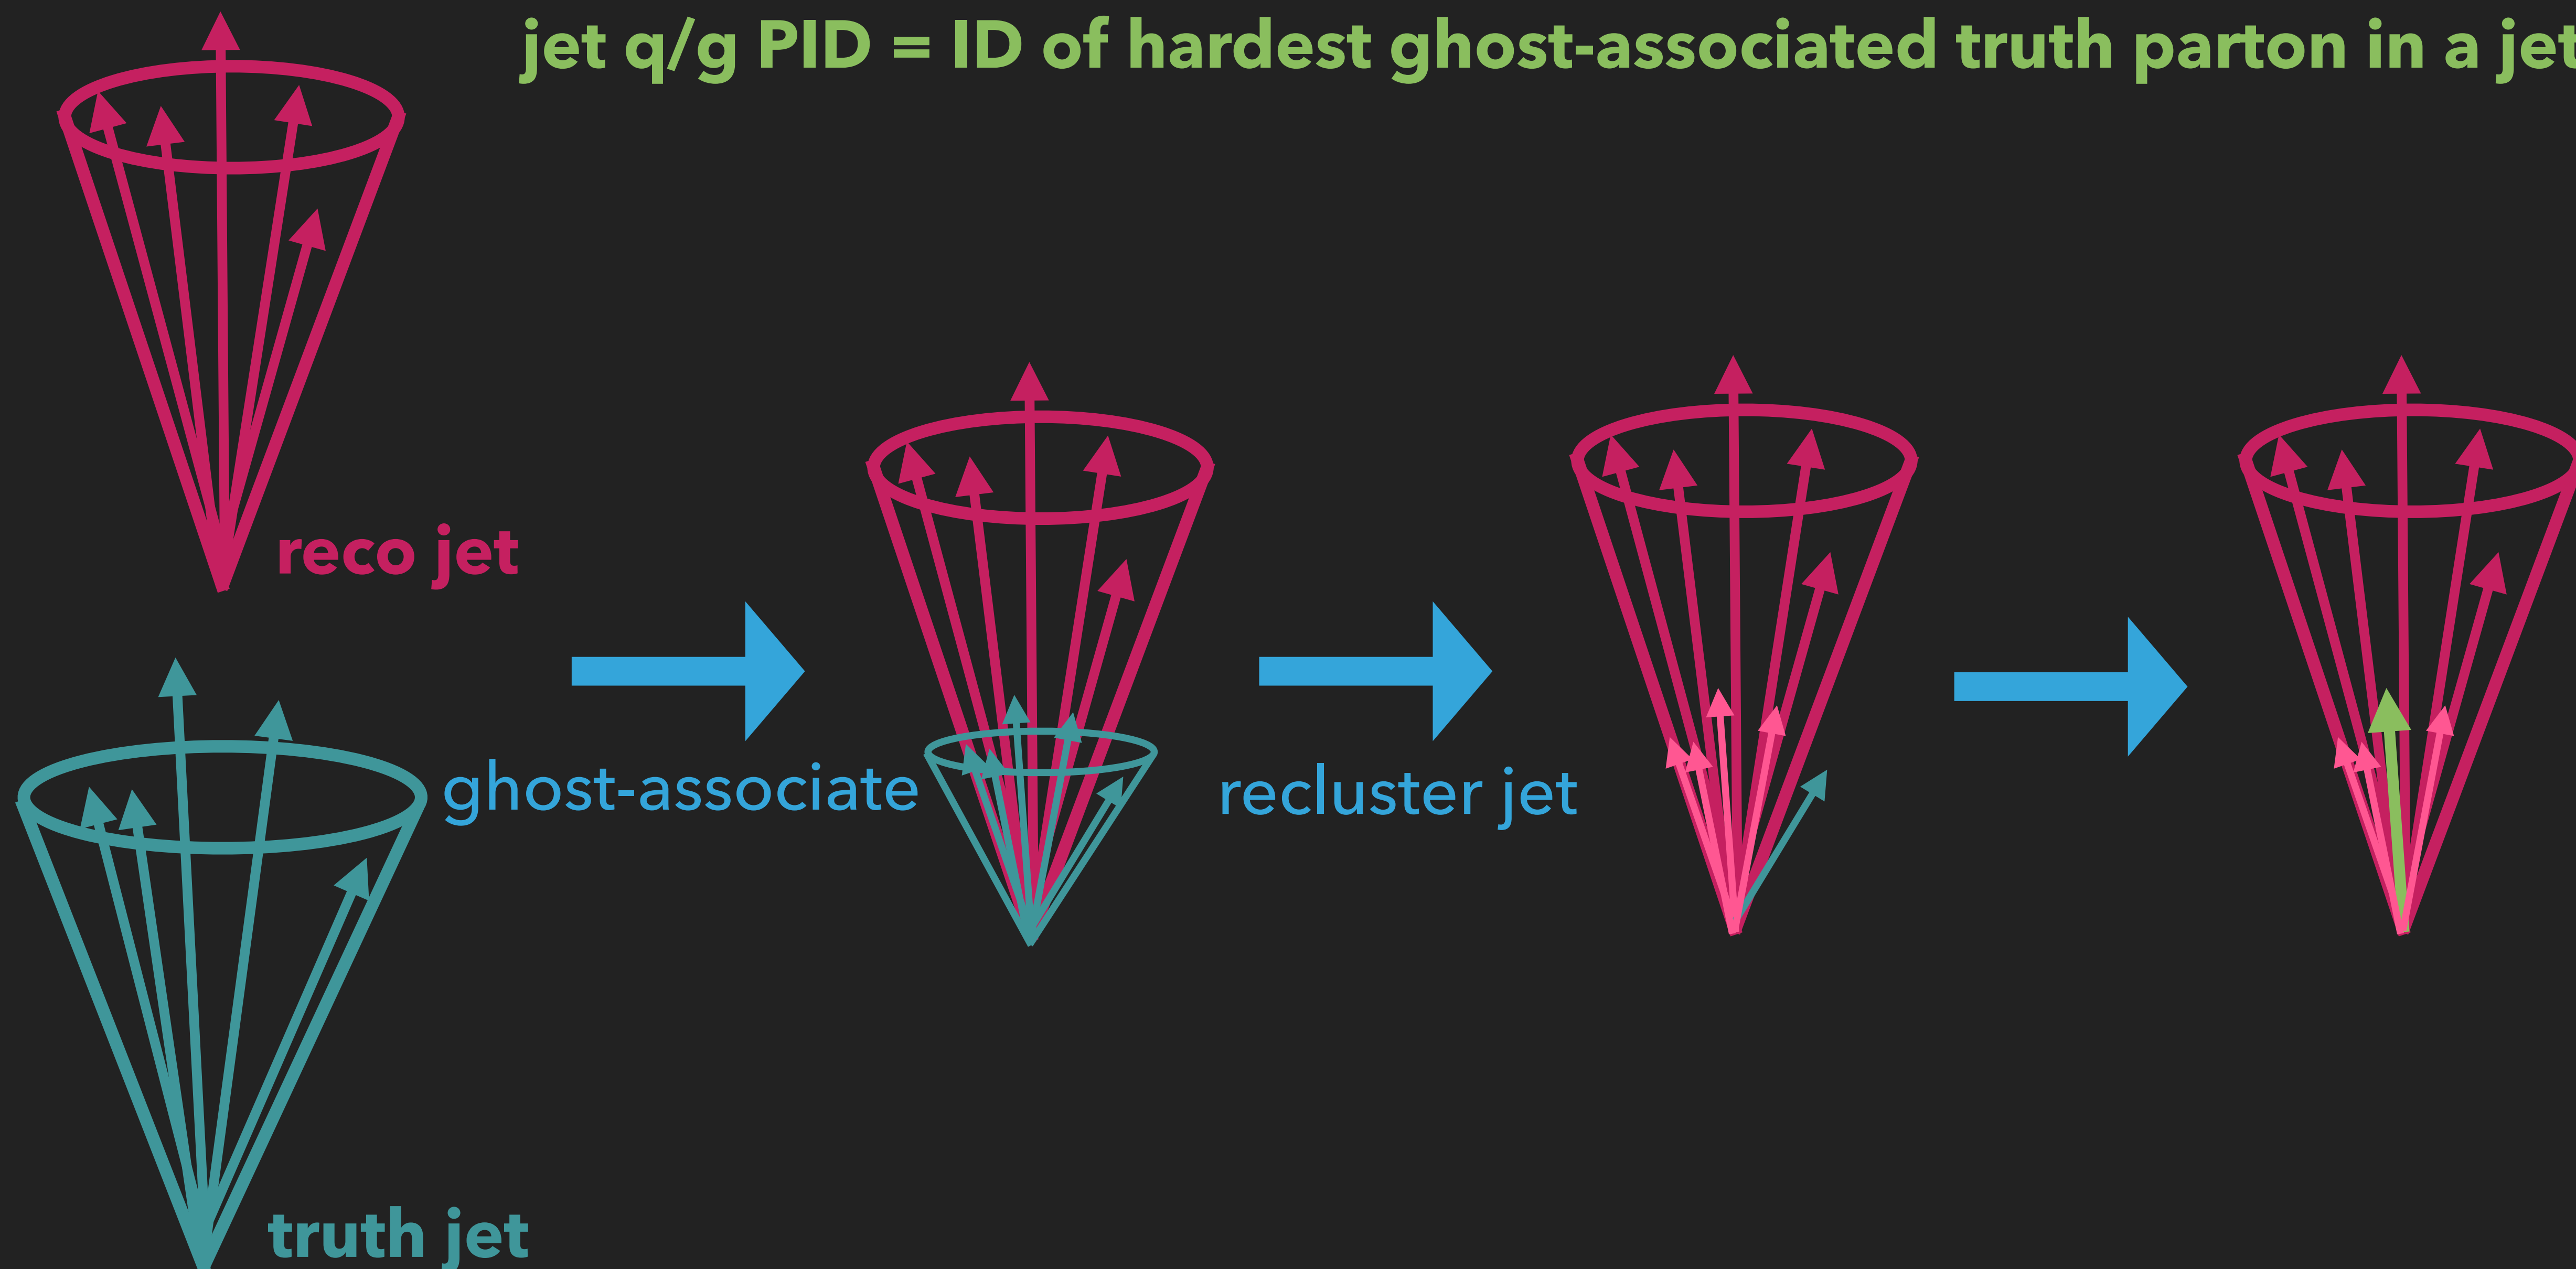 jet q/g PID = ID of hardest ghost-associated truth parton in a jet
reco jet
ghost-associate
recluster jet
truth jet